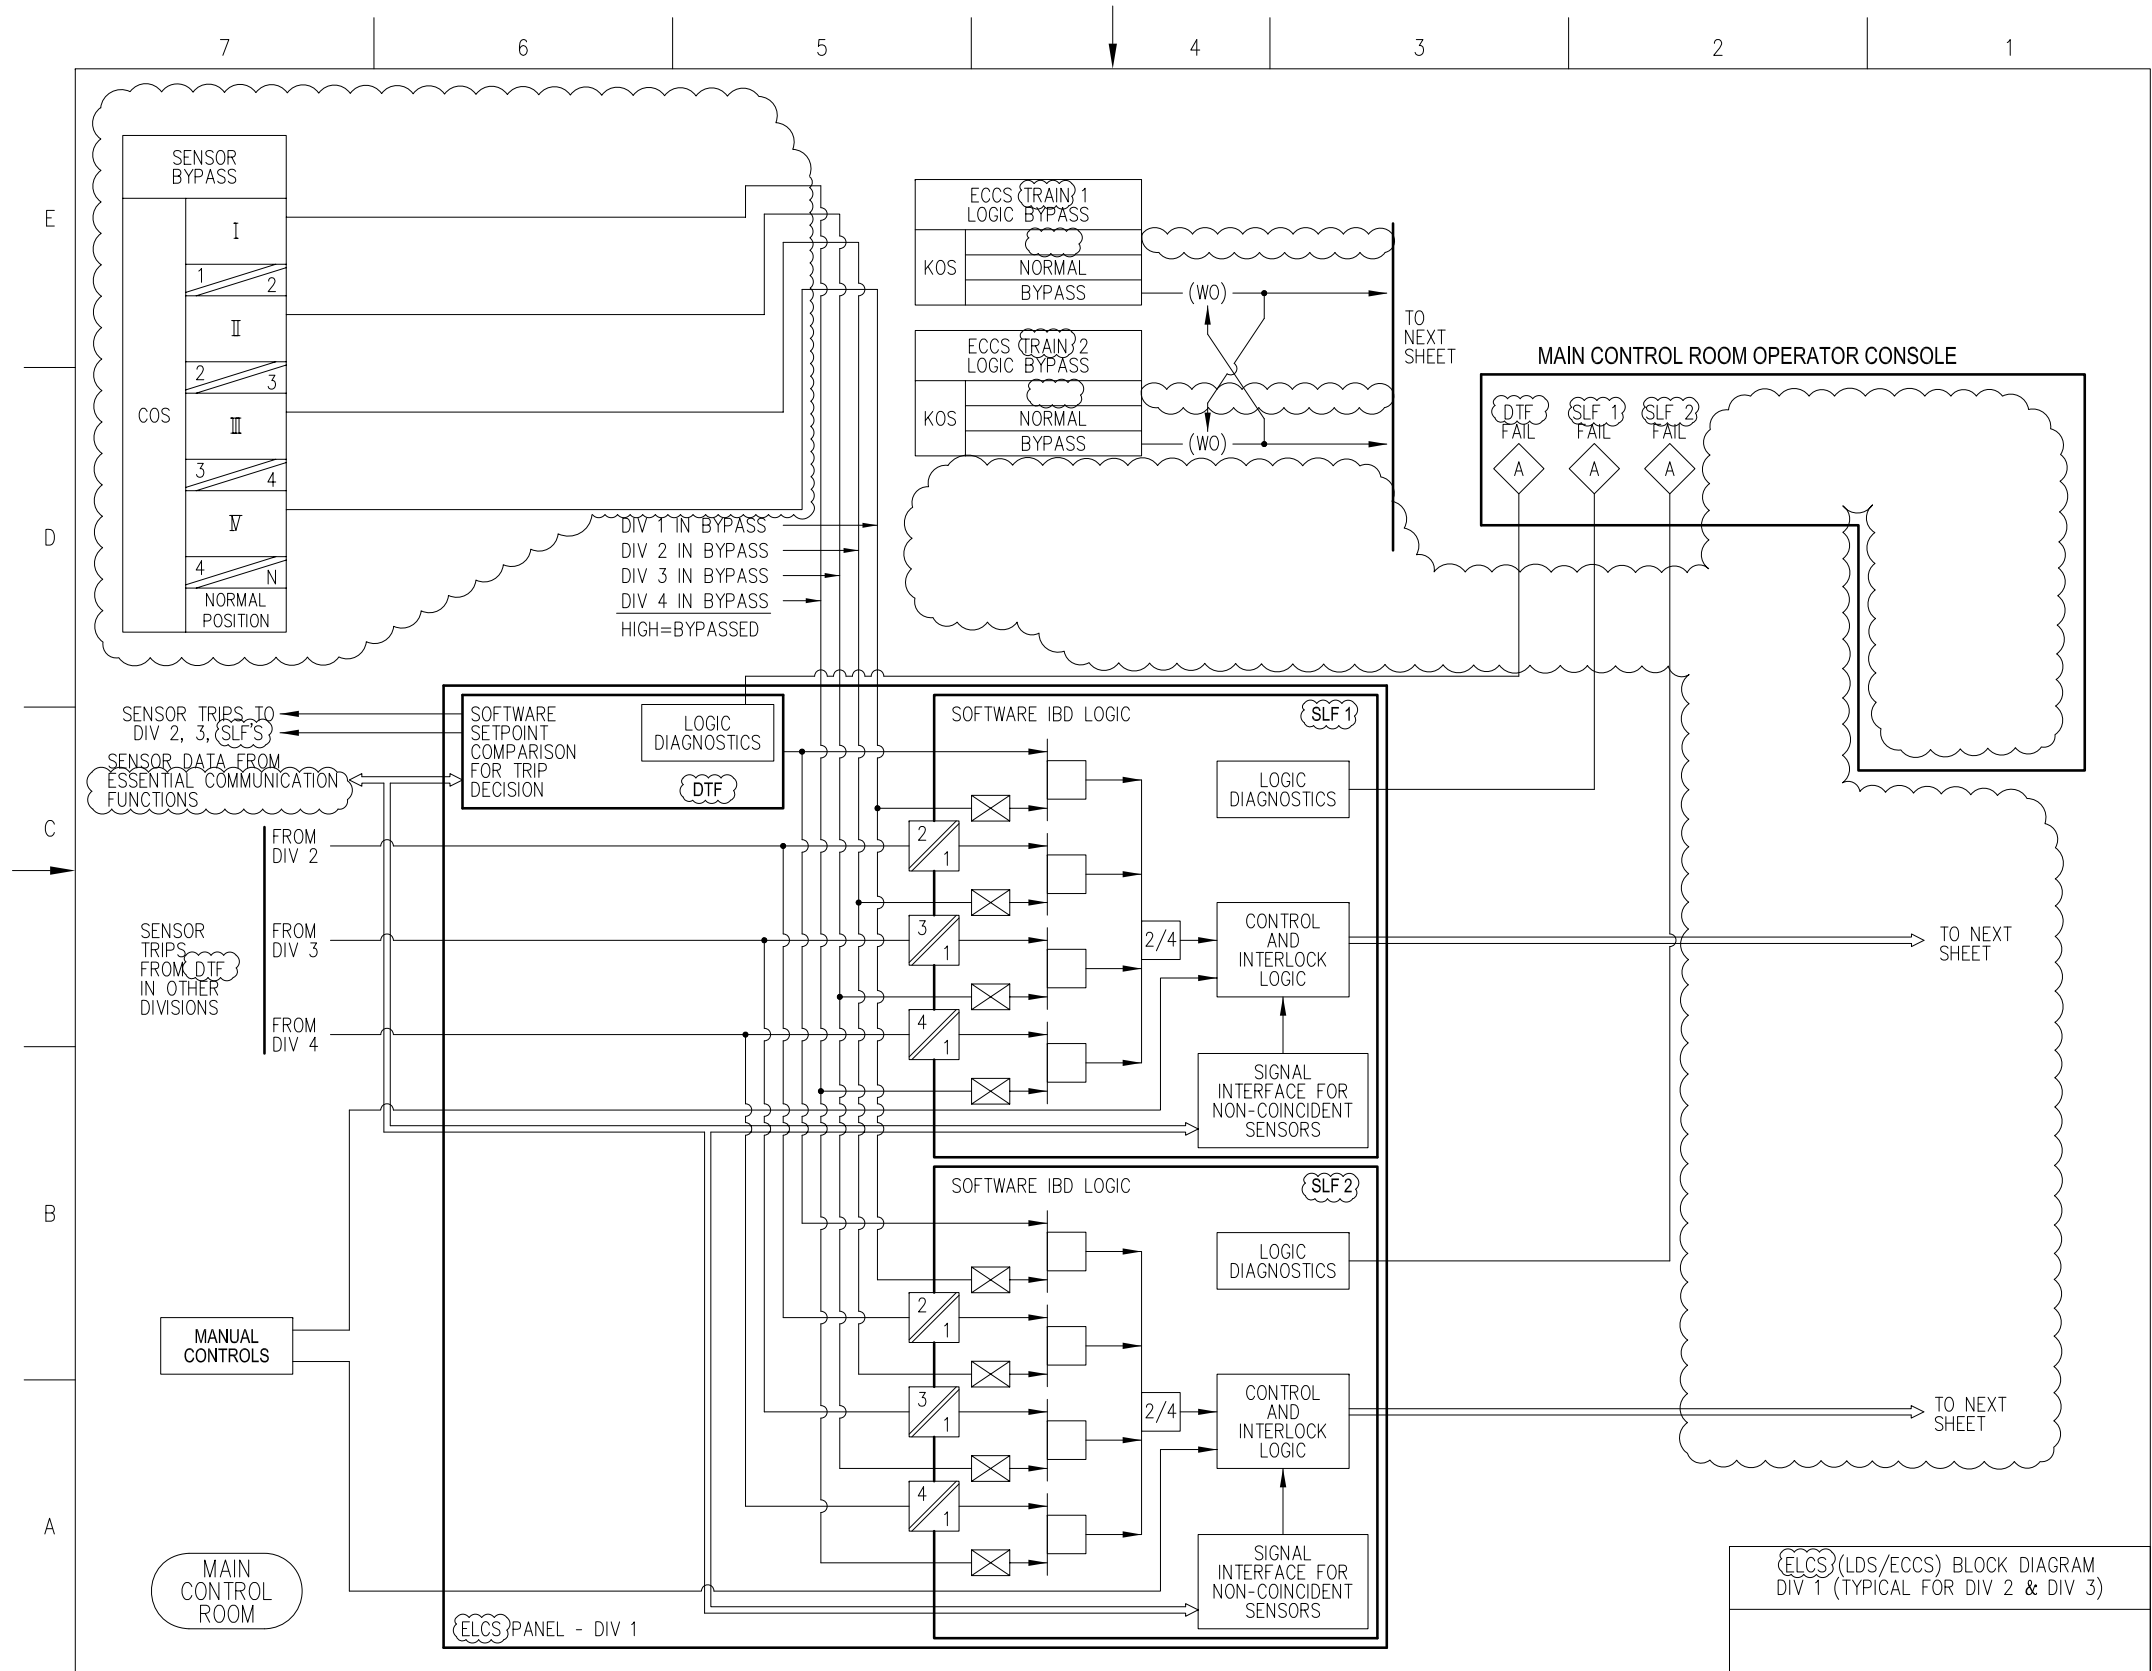 7
6
5
4
3
2
1
E
D
C
B
A
SENSOR
BYPASS
COS
I
1
2
II
2
3
III
3
4
IV
4
N
NORMAL
POSITION
ECCS TRAIN 1
LOGIC BYPASS
KOS
NORMAL
BYPASS
(WO)
ECCS TRAIN 2
LOGIC BYPASS
KOS
NORMAL
BYPASS
(WO)
TO
NEXT
SHEET
MAIN CONTROL ROOM OPERATOR CONSOLE
DTF
FAIL
A
SLF 1
FAIL
A
SLF 2
FAIL
A
DIV 1 IN BYPASS
DIV 2 IN BYPASS
DIV 3 IN BYPASS
DIV 4 IN BYPASS
HIGH=BYPASSED
SENSOR TRIPS TO
DIV 2, 3, SLF'S
SENSOR DATA FROM
ESSENTIAL COMMUNICATION
FUNCTIONS
SOFTWARE
SETPOINT
COMPARISON
FOR TRIP
DECISION
LOGIC
DIAGNOSTICS
DTF
SOFTWARE IBD LOGIC
SLF 1
LOGIC
DIAGNOSTICS
FROM
DIV 2
2
1
SENSOR
TRIPS
FROM DTF
IN OTHER
DIVISIONS
FROM
DIV 3
3
1
FROM
DIV 4
4
1
2/4
CONTROL
AND
INTERLOCK
LOGIC
TO NEXT
SHEET
SIGNAL
INTERFACE FOR
NON-COINCIDENT
SENSORS
SOFTWARE IBD LOGIC
SLF 2
LOGIC
DIAGNOSTICS
2
1
3
1
4
1
2/4
CONTROL
AND
INTERLOCK
LOGIC
TO NEXT
SHEET
SIGNAL
INTERFACE FOR
NON-COINCIDENT
SENSORS
MANUAL
CONTROLS
MAIN
CONTROL
ROOM
ELCS PANEL - DIV 1
ELCS (LDS/ECCS) BLOCK DIAGRAM
DIV 1 (TYPICAL FOR DIV 2 & DIV 3)